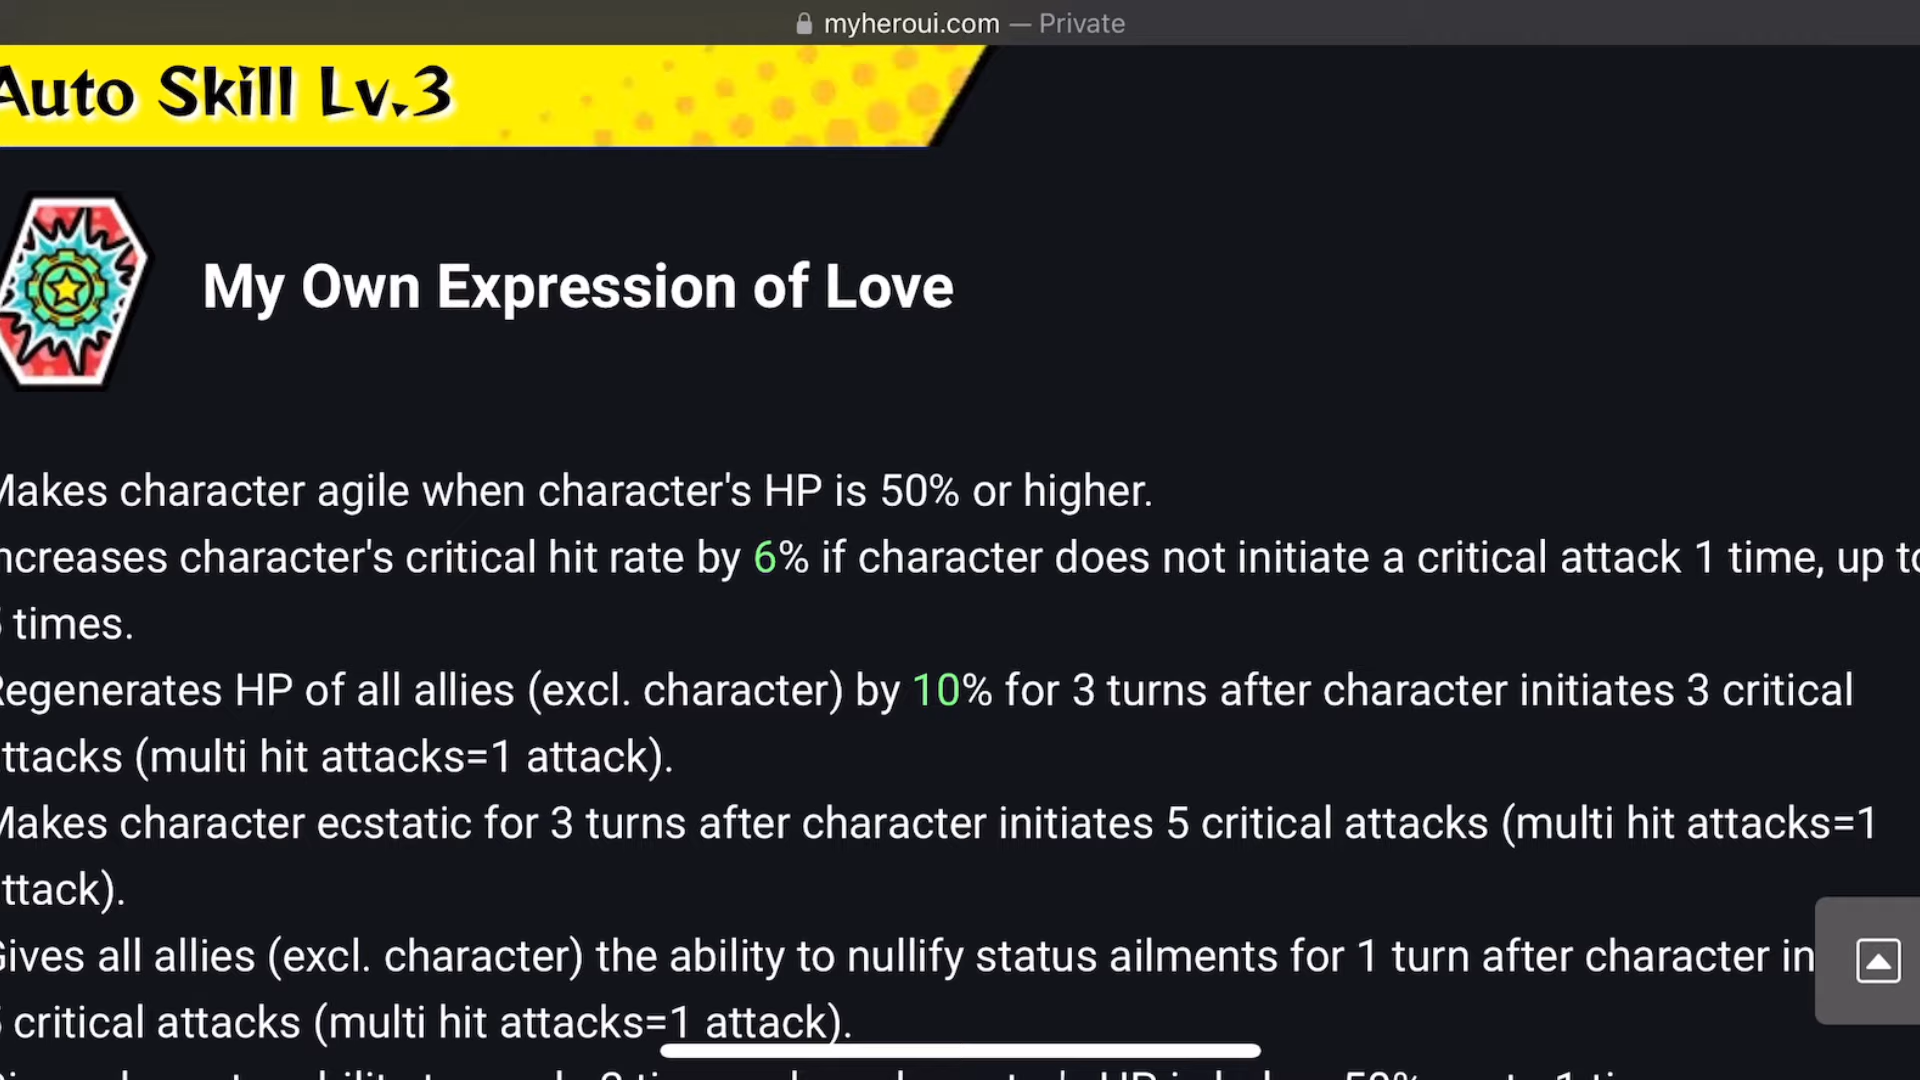 myheroui.com — Private
Auto Skill Lv.3
My Own Expression of Love
Makes character agile when character's HP is 50% or higher.
ncreases character's critical hit rate by 6% if character does not initiate a critical attack 1 time, up to
times.
Regenerates HP of all allies (excl. character) by 10% for 3 turns after character initiates 3 critical
ttacks (multi hit attacks=1 attack).
Makes character ecstatic for 3 turns after character initiates 5 critical attacks (multi hit attacks=1
ttack).
Gives all allies (excl. character) the ability to nullify status ailments for 1 turn after character in
critical attacks (multi hit attacks=1 attack).